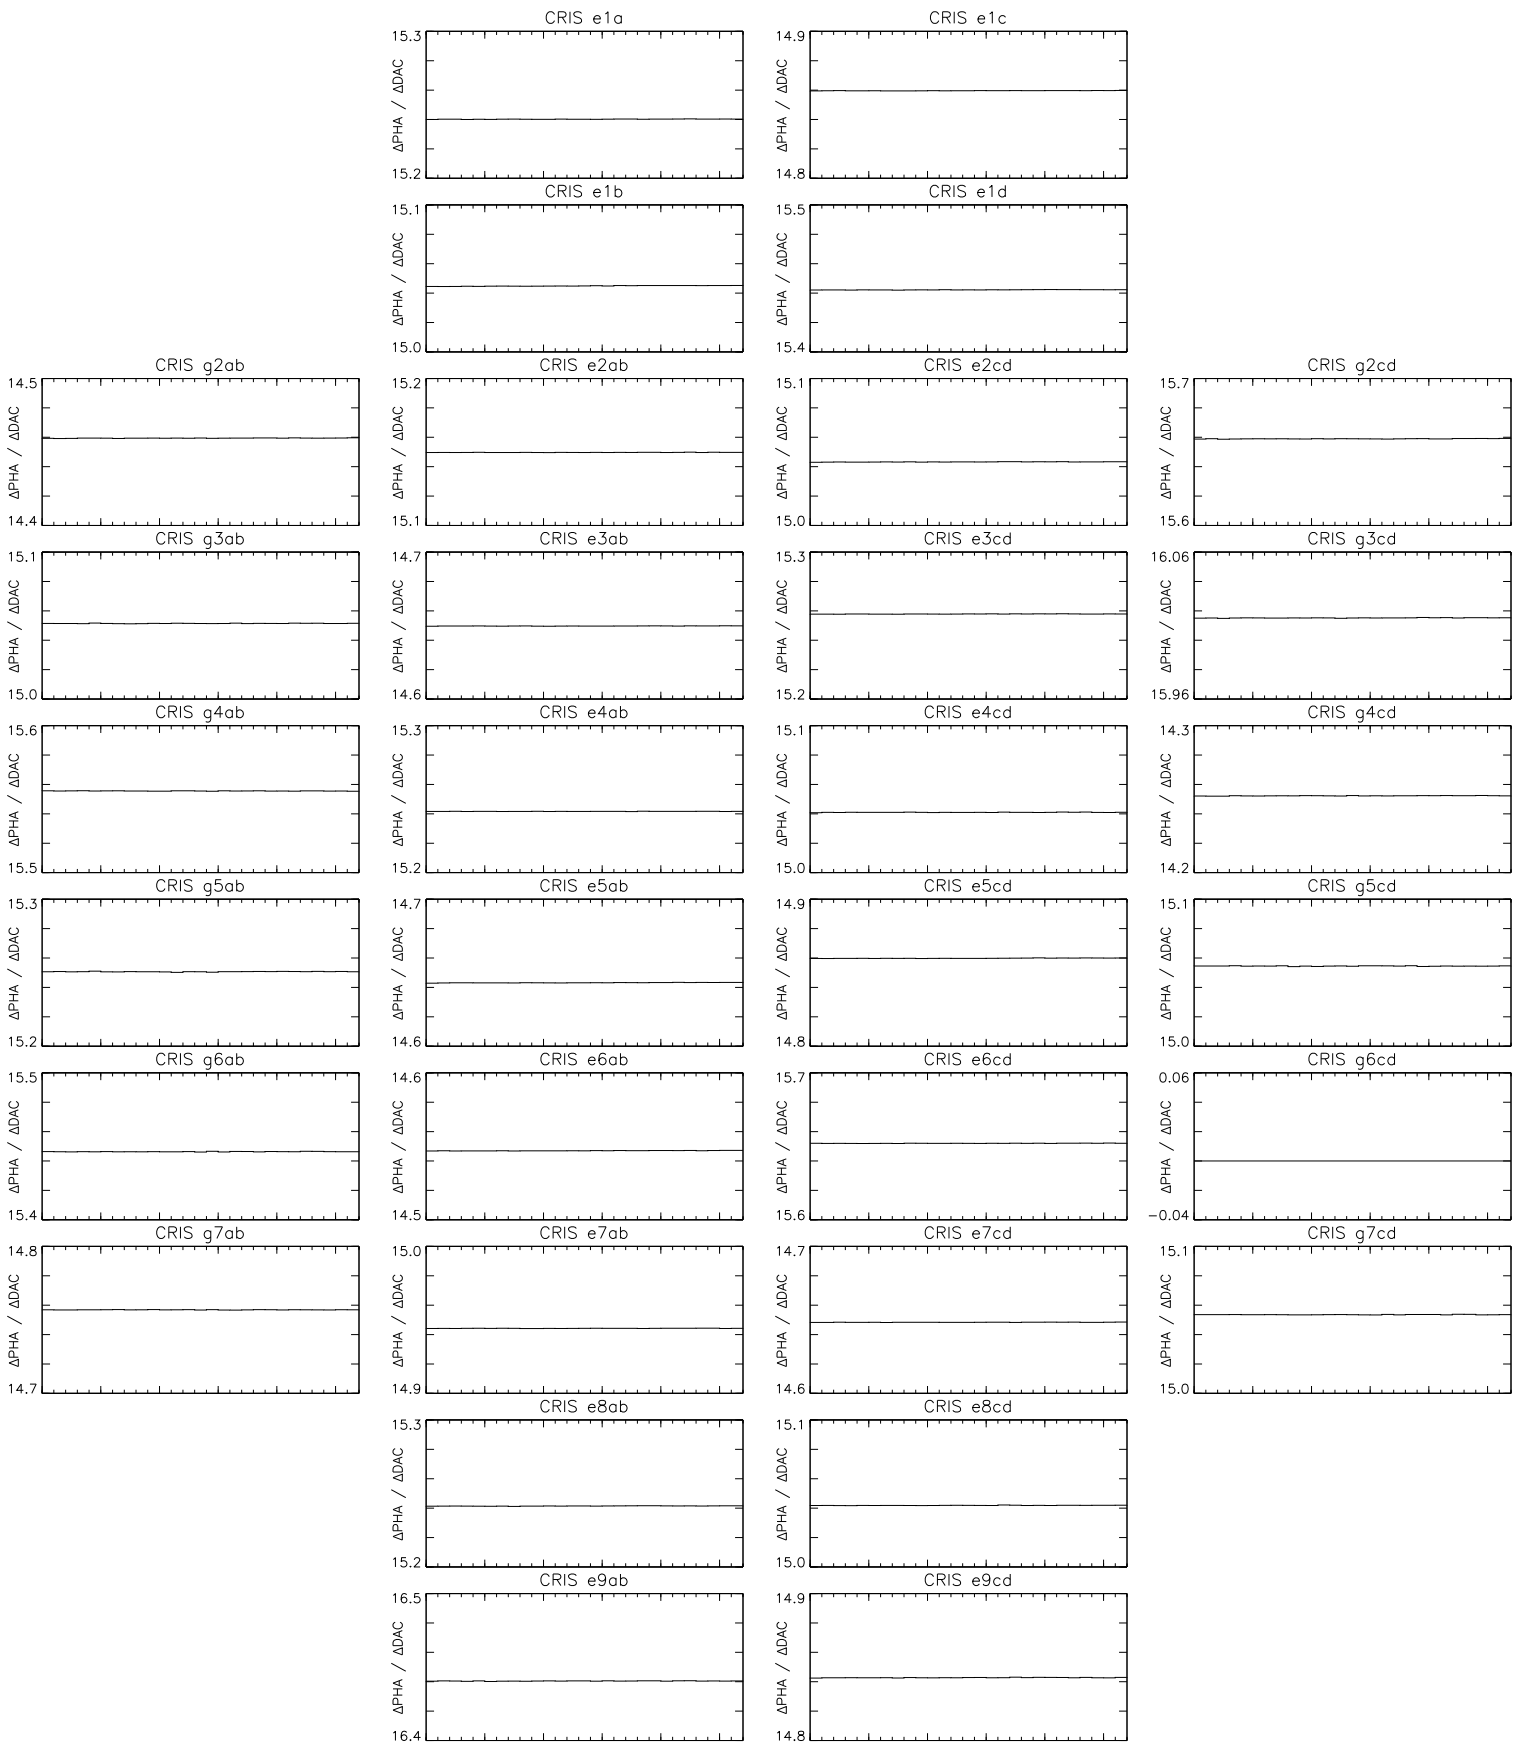 CRIS e1a CRIS e1c
15.3 14.9
ΔPHA / ΔDAC ΔPHA / ΔDAC
15.2 14.8
CRIS e1b CRIS e1d
15.1 15.5
ΔPHA / ΔDAC ΔPHA / ΔDAC
15.0 15.4
CRIS g2ab CRIS e2ab CRIS e2cd CRIS g2cd
14.5 15.2 15.1 15.7
ΔPHA / ΔDAC ΔPHA / ΔDAC ΔPHA / ΔDAC ΔPHA / ΔDAC
14.4 15.1 15.0 15.6
CRIS g3ab CRIS e3ab CRIS e3cd CRIS g3cd
15.1 14.7 15.3 16.06
ΔPHA / ΔDAC ΔPHA / ΔDAC ΔPHA / ΔDAC ΔPHA / ΔDAC
15.0 14.6 15.2 15.96
CRIS g4ab CRIS e4ab CRIS e4cd CRIS g4cd
15.6 15.3 15.1 14.3
ΔPHA / ΔDAC ΔPHA / ΔDAC ΔPHA / ΔDAC ΔPHA / ΔDAC
15.5 15.2 15.0 14.2
CRIS g5ab CRIS e5ab CRIS e5cd CRIS g5cd
15.3 14.7 14.9 15.1
ΔPHA / ΔDAC ΔPHA / ΔDAC ΔPHA / ΔDAC ΔPHA / ΔDAC
15.2 14.6 14.8 15.0
CRIS g6ab CRIS e6ab CRIS e6cd CRIS g6cd
15.5 14.6 15.7 0.06
ΔPHA / ΔDAC ΔPHA / ΔDAC ΔPHA / ΔDAC ΔPHA / ΔDAC
15.4 14.5 15.6 −0.04
CRIS g7ab CRIS e7ab CRIS e7cd CRIS g7cd
14.8 15.0 14.7 15.1
ΔPHA / ΔDAC ΔPHA / ΔDAC ΔPHA / ΔDAC ΔPHA / ΔDAC
14.7 14.9 14.6 15.0
CRIS e8ab CRIS e8cd
15.3 15.1
ΔPHA / ΔDAC ΔPHA / ΔDAC
15.2 15.0
CRIS e9ab CRIS e9cd
16.5 14.9
ΔPHA / ΔDAC ΔPHA / ΔDAC
16.4 14.8